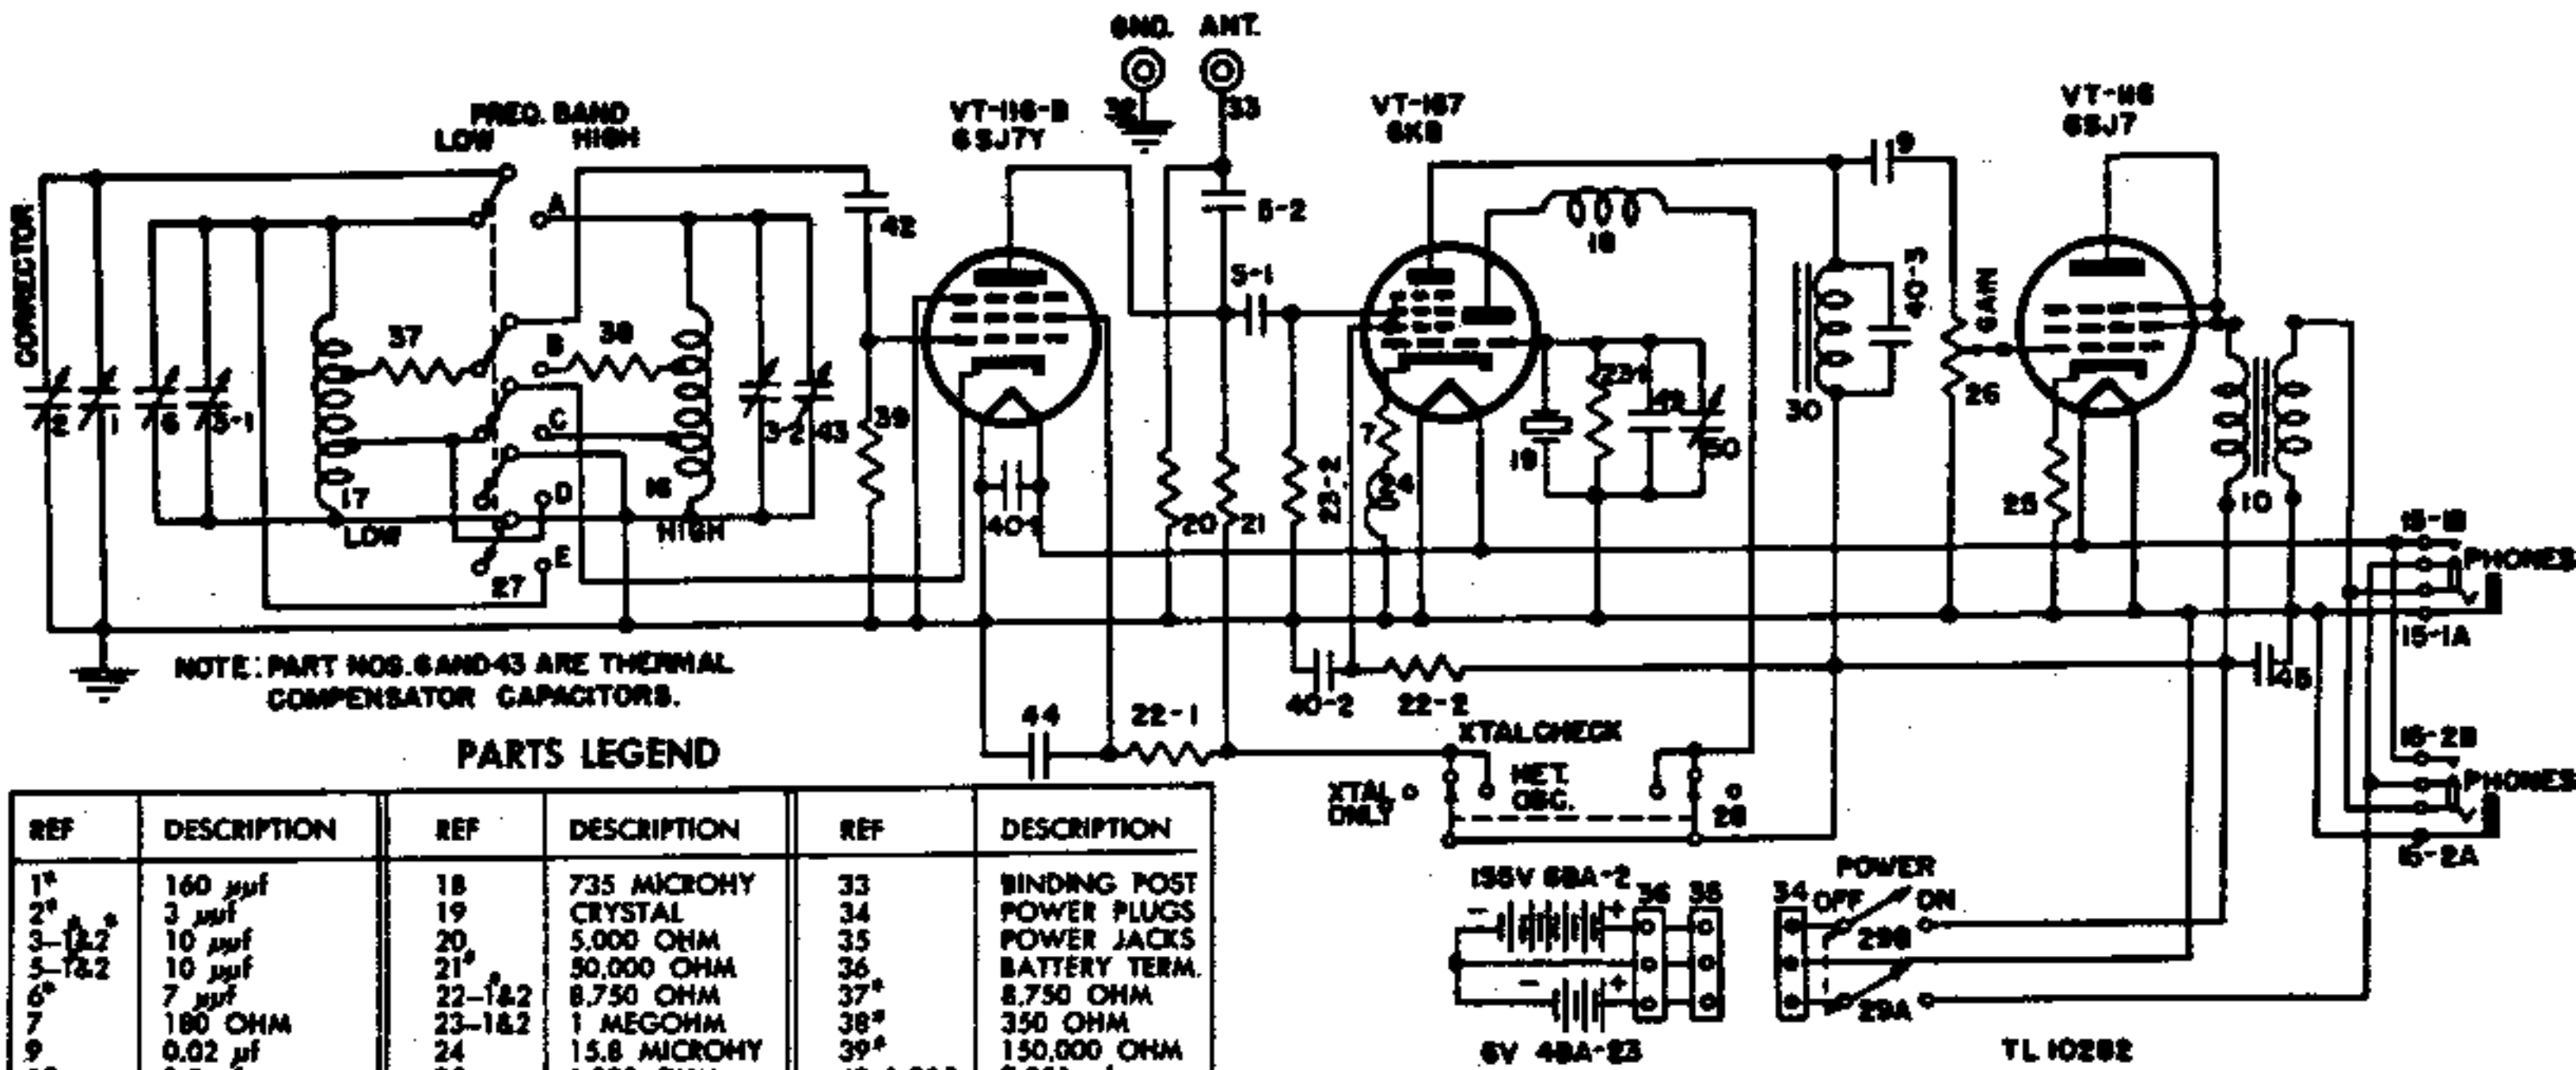 GND. ANT.
32 33
FREQ. BAND
LOW HIGH
VT-116-B
6SJ7Y
VT-167
6K8
VT-116
6SJ7
CORRECTOR
A
B
C
D
E
42
5-2
5-1
18
9
GAIN
40-3
37
38
2
1
6
3-1
17
LOW
16
HIGH
3-2
43
39
27
40-1
20
21
23-2
7
24
19
23-1
49
50
30
26
25
10
15-1B
PHONES
15-1A
45
NOTE: PART NOS. 6 AND 43 ARE THERMAL
COMPENSATOR CAPACITORS.
44
22-1
40-2
22-2
XTAL CHECK
XTAL
ONLY
HET.
OSC.
28
15-2B
PHONES
15-2A
PARTS LEGEND
REF DESCRIPTION REF DESCRIPTION REF DESCRIPTION
1* 160 µµf 18 735 MICROHY 33 BINDING POST
2* 3 µµf 19 CRYSTAL 34 POWER PLUGS
3-1*&2* 10 µµf 20 5,000 OHM 35 POWER JACKS
5-1&2 10 µµf 21* 50,000 OHM 36 BATTERY TERM.
6* 7 µµf 22-1*&2 8,750 OHM 37* 8,750 OHM
7 180 OHM 23-1&2 1 MEGOHM 38* 350 OHM
9 0.02 µf 24 15.8 MICROHY 39* 150,000 OHM
135V 6BA-2
36 35
34
POWER
OFF ON
29B
29A
6V 4BA-23
TL 10282